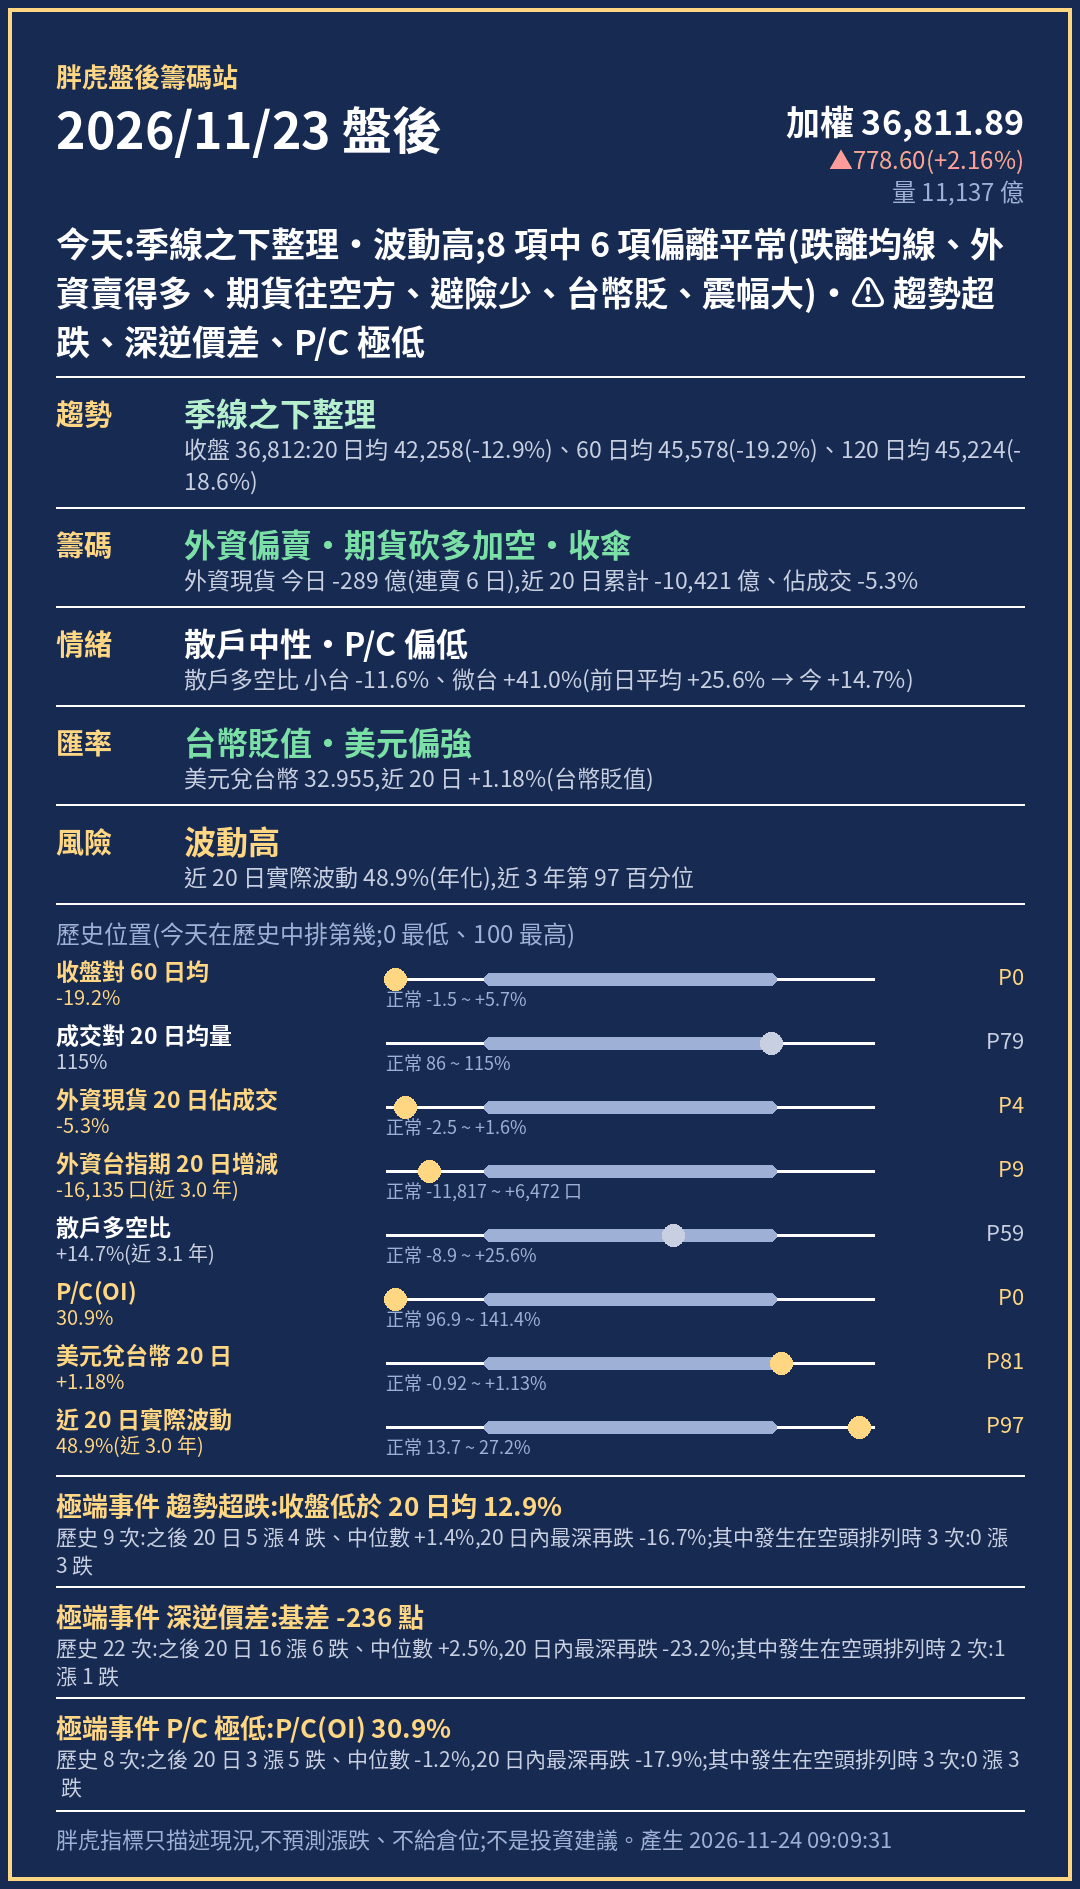 胖虎盤後籌碼站
2026/11/23 盤後
加權 36,811.89
▲778.60(+2.16%)
量 11,137 億
今天:季線之下整理・波動高;8 項中 6 項偏離平常(跌離均線、外
資賣得多、期貨往空方、避險少、台幣貶、震幅大)・⚠ 趨勢超
跌、深逆價差、P/C 極低
趨勢
季線之下整理
收盤 36,812:20 日均 42,258(-12.9%)、60 日均 45,578(-19.2%)、120 日均 45,224(-
18.6%)
籌碼
外資偏賣・期貨砍多加空・收傘
外資現貨 今日 -289 億(連賣 6 日),近 20 日累計 -10,421 億、佔成交 -5.3%
情緒
散戶中性・P/C 偏低
散戶多空比 小台 -11.6%、微台 +41.0%(前日平均 +25.6% → 今 +14.7%)
匯率
台幣貶值・美元偏強
美元兌台幣 32.955,近 20 日 +1.18%(台幣貶值)
風險
波動高
近 20 日實際波動 48.9%(年化),近 3 年第 97 百分位
歷史位置(今天在歷史中排第幾;0 最低、100 最高)
收盤對 60 日均
-19.2%
正常 -1.5 ~ +5.7%
P0
成交對 20 日均量
115%
正常 86 ~ 115%
P79
外資現貨 20 日佔成交
-5.3%
正常 -2.5 ~ +1.6%
P4
外資台指期 20 日增減
-16,135 口(近 3.0 年)
正常 -11,817 ~ +6,472 口
P9
散戶多空比
+14.7%(近 3.1 年)
正常 -8.9 ~ +25.6%
P59
P/C(OI)
30.9%
正常 96.9 ~ 141.4%
P0
美元兌台幣 20 日
+1.18%
正常 -0.92 ~ +1.13%
P81
近 20 日實際波動
48.9%(近 3.0 年)
正常 13.7 ~ 27.2%
P97
極端事件 趨勢超跌:收盤低於 20 日均 12.9%
歷史 9 次:之後 20 日 5 漲 4 跌、中位數 +1.4%,20 日內最深再跌 -16.7%;其中發生在空頭排列時 3 次:0 漲
3 跌
極端事件 深逆價差:基差 -236 點
歷史 22 次:之後 20 日 16 漲 6 跌、中位數 +2.5%,20 日內最深再跌 -23.2%;其中發生在空頭排列時 2 次:1
漲 1 跌
極端事件 P/C 極低:P/C(OI) 30.9%
歷史 8 次:之後 20 日 3 漲 5 跌、中位數 -1.2%,20 日內最深再跌 -17.9%;其中發生在空頭排列時 3 次:0 漲 3
跌
胖虎指標只描述現況,不預測漲跌、不給倉位;不是投資建議。產生 2026-11-24 09:09:31